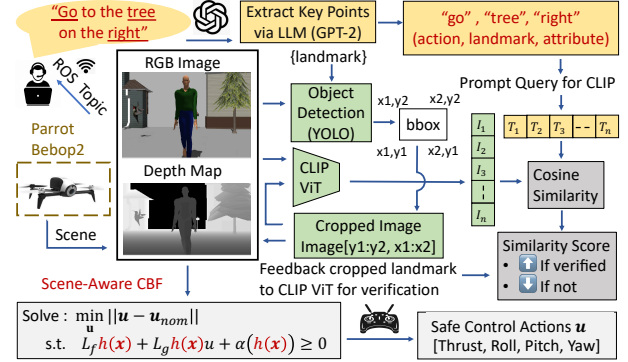 “Go to the tree
on the right”
Extract Key Points
via LLM (GPT-2)
“go” , “tree”, “right”
(action, landmark, attribute)
{landmark}
Prompt Query for CLIP
ROS Topic
RGB Image
Object
Detection
(YOLO)
x1,y2
x2,y2
bbox
x1,y1
x2,y1
I1
I2
I3
In
T1 T2 T3 -- Tn
Parrot
Bebop2
Depth Map
CLIP
ViT
Cosine
Similarity
Scene
Cropped Image
Image[y1:y2, x1:x2]
Similarity Score
• ⬆ If verified
• ⬇ If not
Feedback cropped landmark
to CLIP ViT for verification
Scene-Aware CBF
Solve : min u ||u − u_nom||
s.t. L_f h(x) + L_g h(x)u + α(h(x)) ≥ 0
Safe Control Actions u
[Thrust, Roll, Pitch, Yaw]